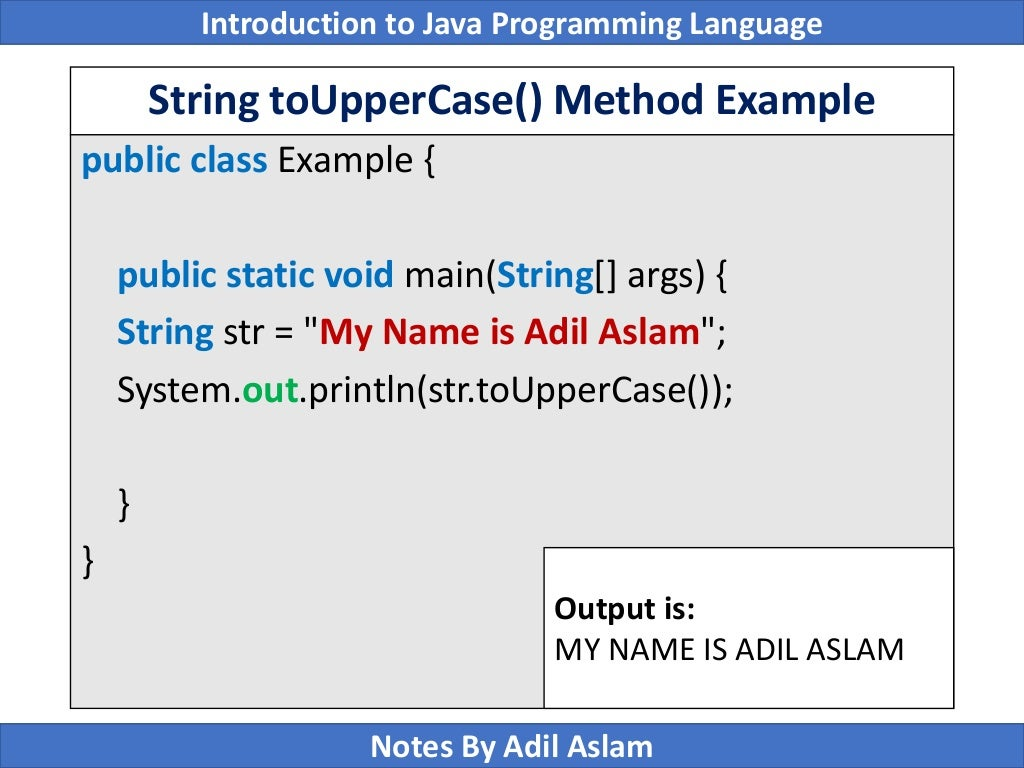 Introduction to Java Programming Language
String toUpperCase() Method Example
public class Example {
public static void main(String[] args) {
String str = "My Name is Adil Aslam";
System.out.println(str.toUpperCase());
}
}
Output is:
MY NAME IS ADIL ASLAM
Notes By Adil Aslam